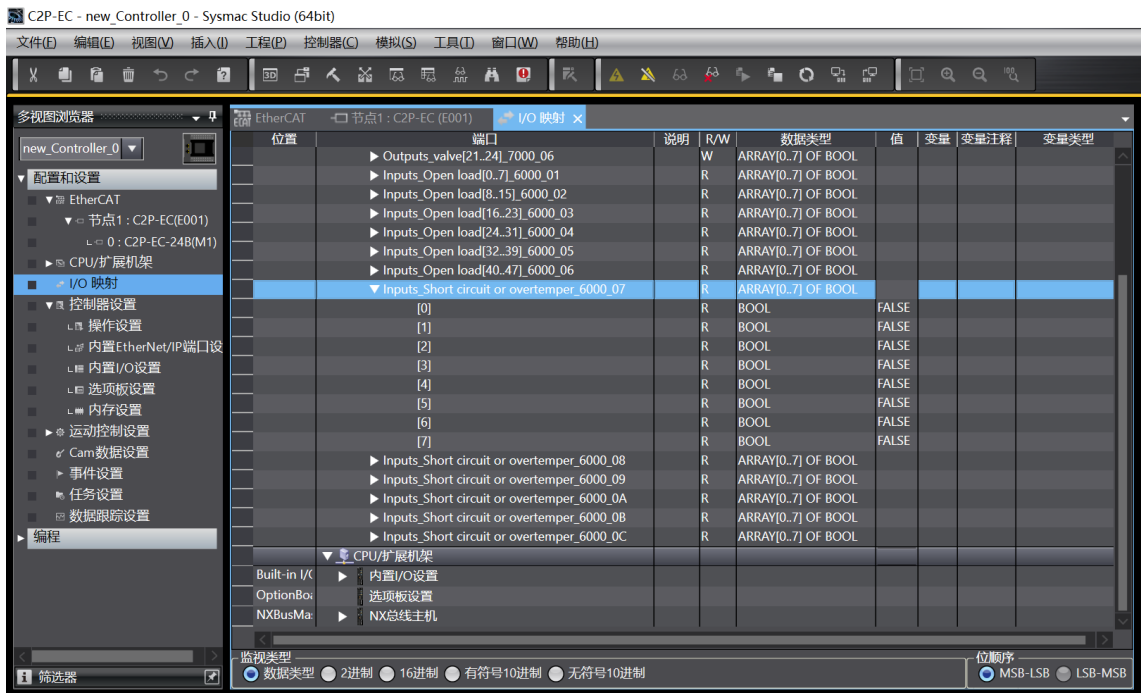 C2P-EC - new_Controller_0 - Sysmac Studio (64bit)
文件(F) 编辑(E) 视图(V) 插入(I) 工程(P) 控制器(C) 模拟(S) 工具(T) 窗口(W) 帮助(H)
多视图浏览器
new_Controller_0
配置和设置
EtherCAT
节点1 : C2P-EC(E001)
0 : C2P-EC-24B(M1)
CPU/扩展机架
I/O 映射
控制器设置
操作设置
内置EtherNet/IP端口设
内置I/O设置
选项板设置
内存设置
运动控制设置
Cam数据设置
事件设置
任务设置
数据跟踪设置
编程
筛选器
EtherCAT 节点1 : C2P-EC (E001) I/O 映射
位置 端口 说明 R/W 数据类型 值 变量 变量注释 变量类型
Outputs_valve[21..24]_7000_06 W ARRAY[0..7] OF BOOL
Inputs_Open load[0..7]_6000_01 R ARRAY[0..7] OF BOOL
Inputs_Open load[8..15]_6000_02 R ARRAY[0..7] OF BOOL
Inputs_Open load[16..23]_6000_03 R ARRAY[0..7] OF BOOL
Inputs_Open load[24..31]_6000_04 R ARRAY[0..7] OF BOOL
Inputs_Open load[32..39]_6000_05 R ARRAY[0..7] OF BOOL
Inputs_Open load[40..47]_6000_06 R ARRAY[0..7] OF BOOL
Inputs_Short circuit or overtemper_6000_07 R ARRAY[0..7] OF BOOL
[0] R BOOL FALSE
[1] R BOOL FALSE
[2] R BOOL FALSE
[3] R BOOL FALSE
[4] R BOOL FALSE
[5] R BOOL FALSE
[6] R BOOL FALSE
[7] R BOOL FALSE
Inputs_Short circuit or overtemper_6000_08 R ARRAY[0..7] OF BOOL
Inputs_Short circuit or overtemper_6000_09 R ARRAY[0..7] OF BOOL
Inputs_Short circuit or overtemper_6000_0A R ARRAY[0..7] OF BOOL
Inputs_Short circuit or overtemper_6000_0B R ARRAY[0..7] OF BOOL
Inputs_Short circuit or overtemper_6000_0C R ARRAY[0..7] OF BOOL
CPU/扩展机架
Built-in I/( 内置I/O设置
OptionBo 选项板设置
NXBusMa NX总线主机
监视类型 位顺序
数据类型 2进制 16进制 有符号10进制 无符号10进制 MSB-LSB LSB-MSB